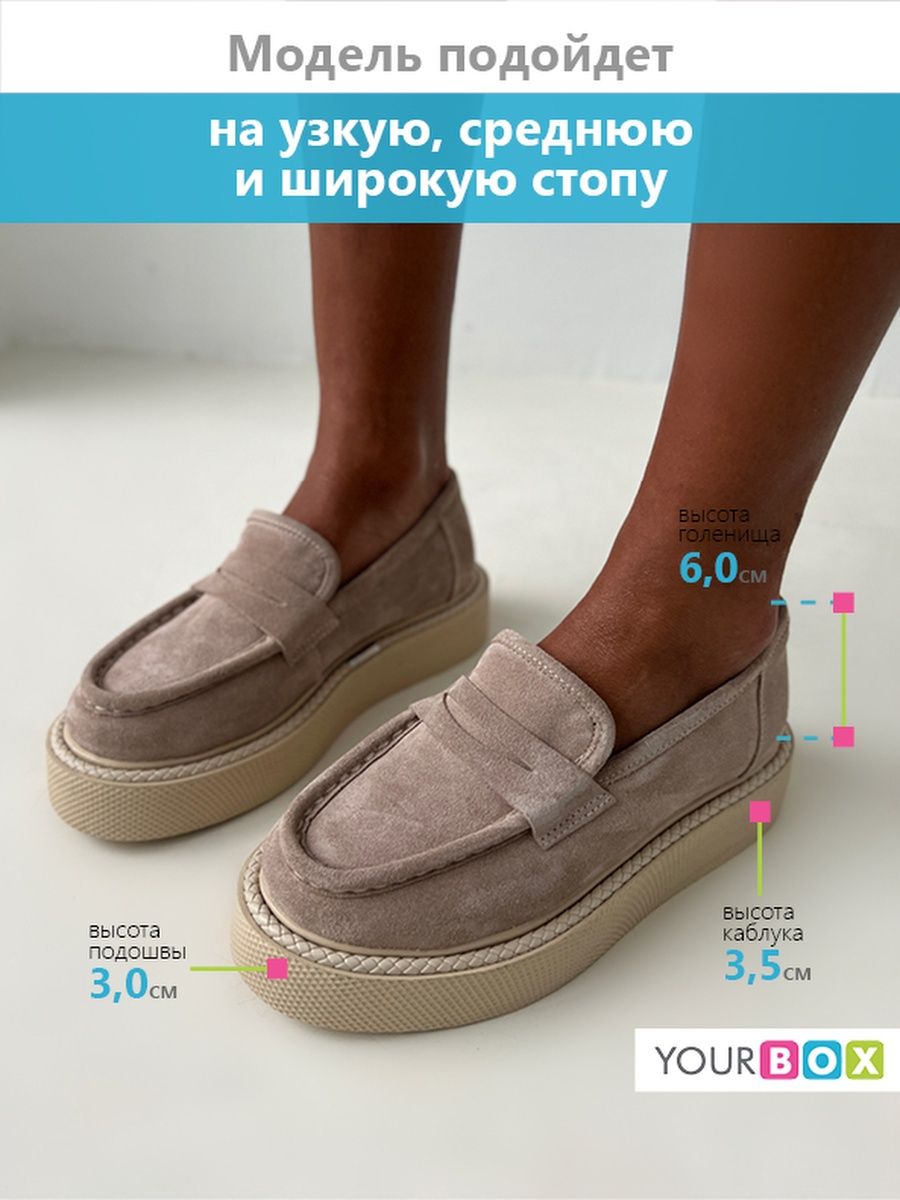 Модель подойдет
на узкую, среднюю
и широкую стопу
высота
голенища
6,0см
высота
подошвы
3,0см
высота
каблука
3,5см
YOURBOX